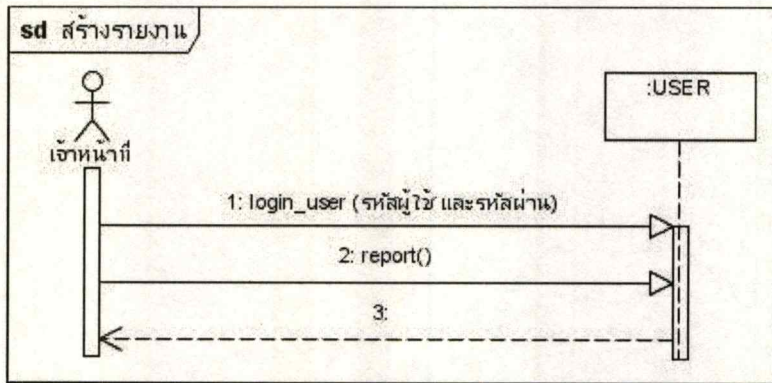 sd สร้างรายงาน
:USER
เจ้าหน้าที่
1: login_user (รหัสผู้ใช้ และรหัสผ่าน)
2: report()
3: